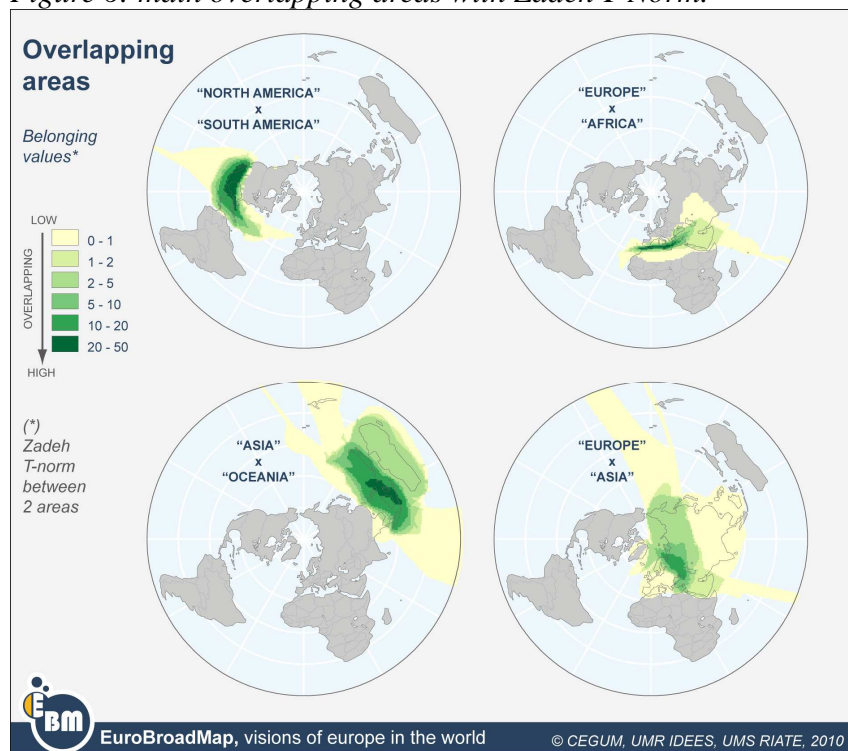 Figure 6: main overlapping areas with Zadeh T-Norm.
Overlapping
areas
Belonging
values*
LOW
OVERLAPPING
HIGH
0 - 1
1 - 2
2 - 5
5 - 10
10 - 20
20 - 50
(*)
Zadeh
T-norm
between
2 areas
“NORTH AMERICA”
x
“SOUTH AMERICA”
“EUROPE”
x
“AFRICA”
“ASIA”
x
“OCEANIA”
“EUROPE”
x
“ASIA”
EBM
EuroBroadMap, visions of europe in the world
© CEGUM, UMR IDEES, UMS RIATE, 2010